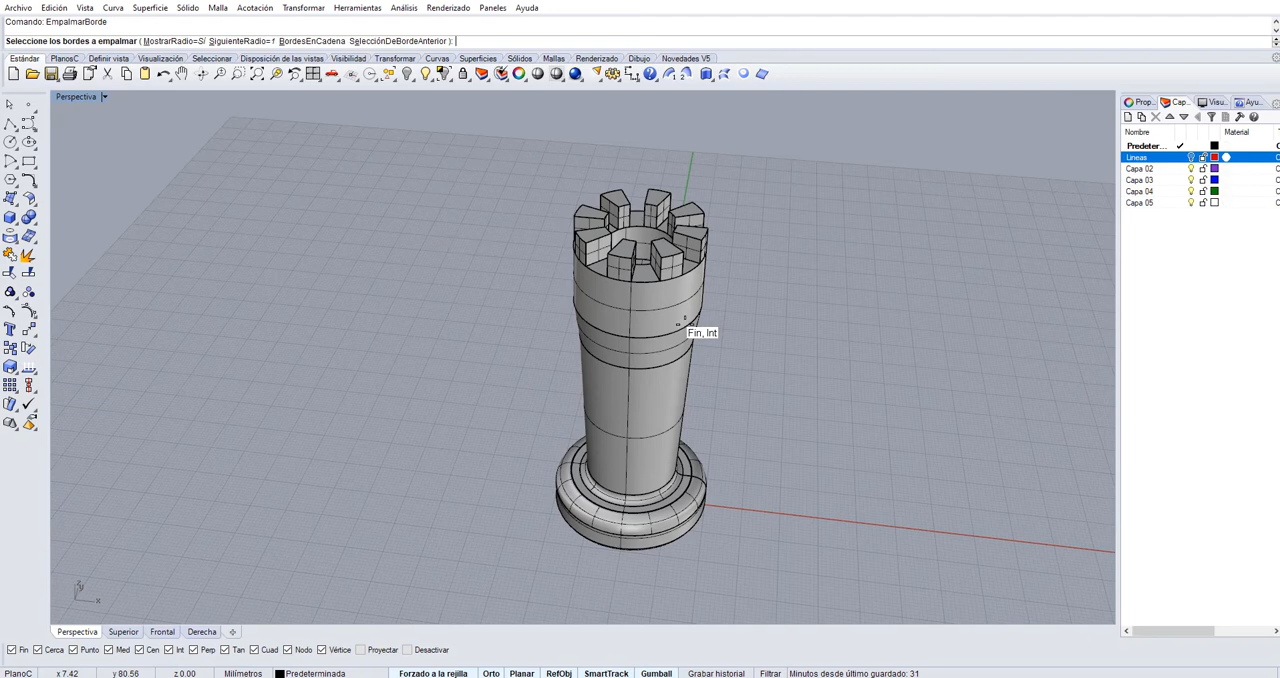 Archivo Edición Vista Curva Superficie Sólido Malla Acotación Transformar Herramientas Análisis Renderizado Paneles Ayuda
Comando: EmpalmarBorde
Seleccione los bordes a empalmar ( MostrarRadio=Sí SiguienteRadio=1 BordesEnCadena SelecciónDeBordeAnterior ):
Estándar PlanosC Definir vista Visualización Seleccionar Disposición de las vistas Visibilidad Transformar Curvas Superficies Sólidos Mallas Renderizado Dibujo Novedades V5
Perspectiva
Prop... Cap... Visu... Ayu...
Nombre Material
Predeter...
Lineas
Capa 02
Capa 03
Capa 04
Capa 05
Fin, Int
z y x
Perspectiva Superior Frontal Derecha
Fin Cerca Punto Med Cen Int Perp Tan Cuad Nodo Vértice Proyectar Desactivar
PlanoC x 7.42 y 80.56 z 0.00 Milímetros Predeterminada Forzado a la rejilla Orto Planar RefObj SmartTrack Gumball Grabar historial Filtrar Minutos desde último guardado: 31